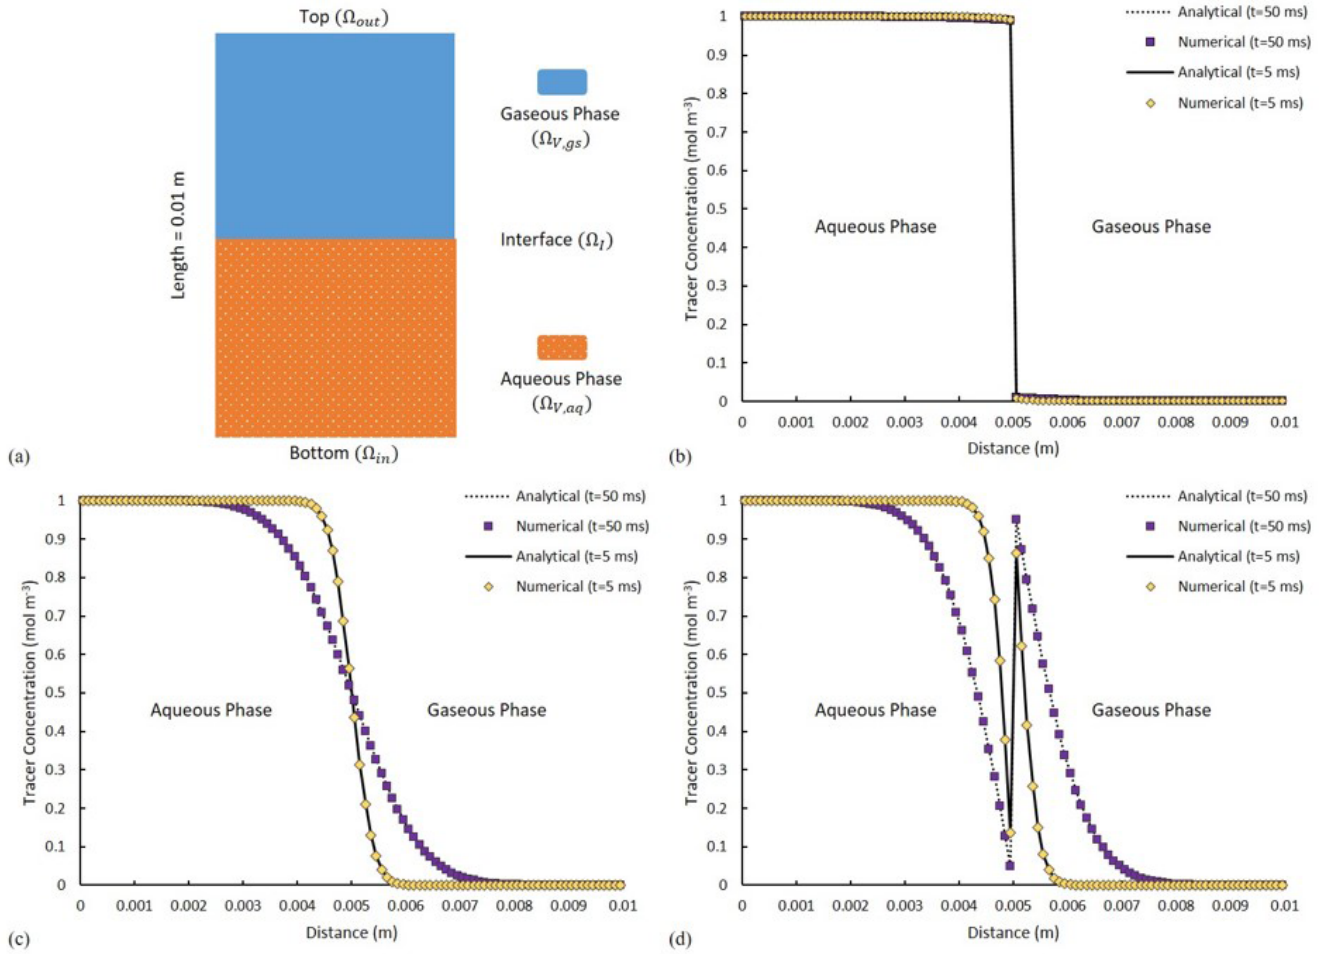 Top (Ω_out)
Length = 0.01 m
Gaseous Phase
(Ω_V,gs)
Interface (Ω_I)
Aqueous Phase
(Ω_V,aq)
Bottom (Ω_in)
(a)
Tracer Concentration (mol m⁻³)
1
0.9
0.8
0.7
0.6
0.5
0.4
0.3
0.2
0.1
0
Analytical (t=50 ms)
Numerical (t=50 ms)
Analytical (t=5 ms)
Numerical (t=5 ms)
Aqueous Phase
Gaseous Phase
0 0.001 0.002 0.003 0.004 0.005 0.006 0.007 0.008 0.009 0.01
Distance (m)
(b)
Tracer Concentration (mol m⁻³)
1
0.9
0.8
0.7
0.6
0.5
0.4
0.3
0.2
0.1
0
Analytical (t=50 ms)
Numerical (t=50 ms)
Analytical (t=5 ms)
Numerical (t=5 ms)
Aqueous Phase
Gaseous Phase
0 0.001 0.002 0.003 0.004 0.005 0.006 0.007 0.008 0.009 0.01
Distance (m)
(c)
Tracer Concentration (mol m⁻³)
1
0.9
0.8
0.7
0.6
0.5
0.4
0.3
0.2
0.1
0
Analytical (t=50 ms)
Numerical (t=50 ms)
Analytical (t=5 ms)
Numerical (t=5 ms)
Aqueous Phase
Gaseous Phase
0 0.001 0.002 0.003 0.004 0.005 0.006 0.007 0.008 0.009 0.01
Distance (m)
(d)